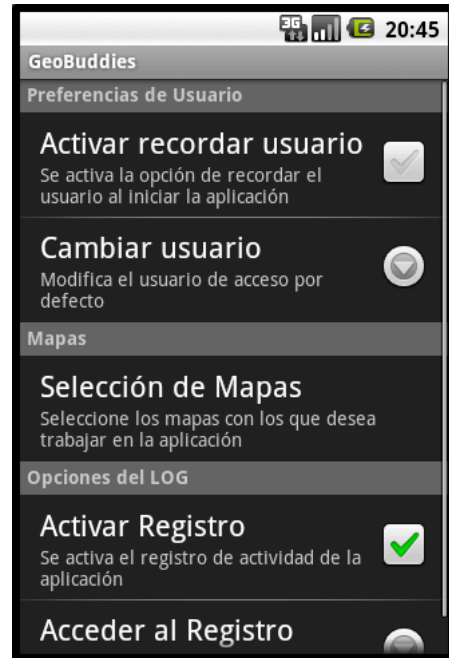 3G 20:45
GeoBuddies
Preferencias de Usuario
Activar recordar usuario
Se activa la opción de recordar el
usuario al iniciar la aplicación
Cambiar usuario
Modifica el usuario de acceso por
defecto
Mapas
Selección de Mapas
Seleccione los mapas con los que desea
trabajar en la aplicación
Opciones del LOG
Activar Registro
Se activa el registro de actividad de la
aplicación
Acceder al Registro